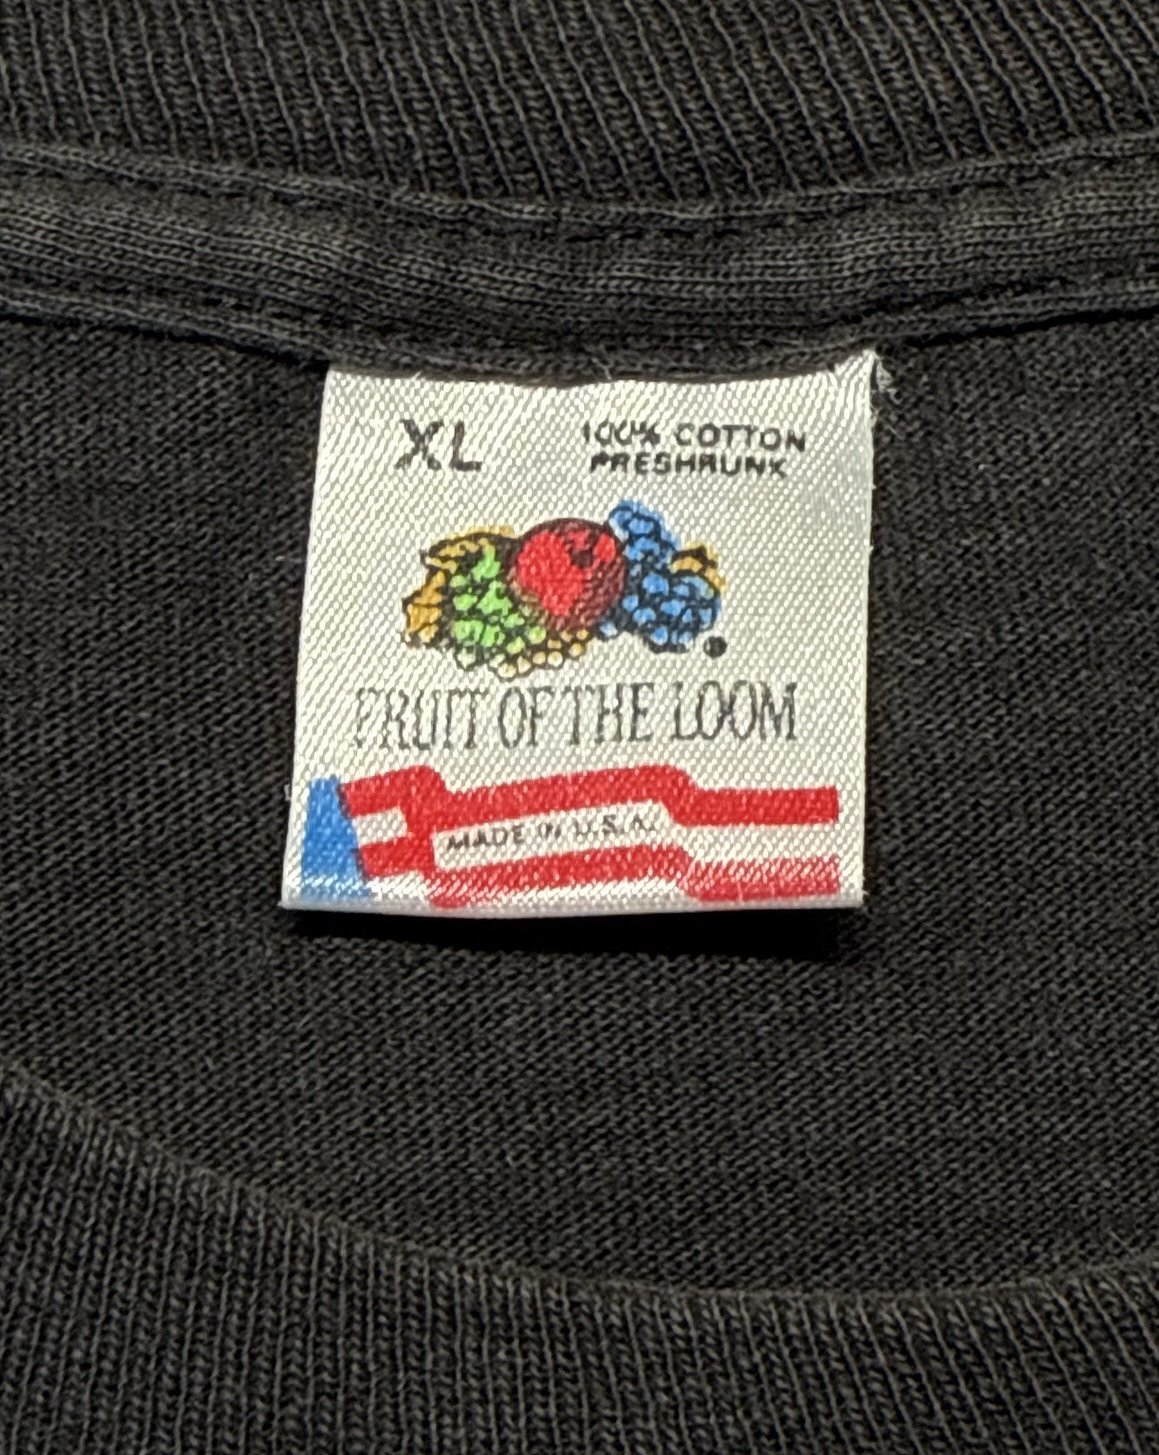 XL
100% COTTON
PRESHRUNK
FRUIT OF THE LOOM
MADE IN U.S.A.